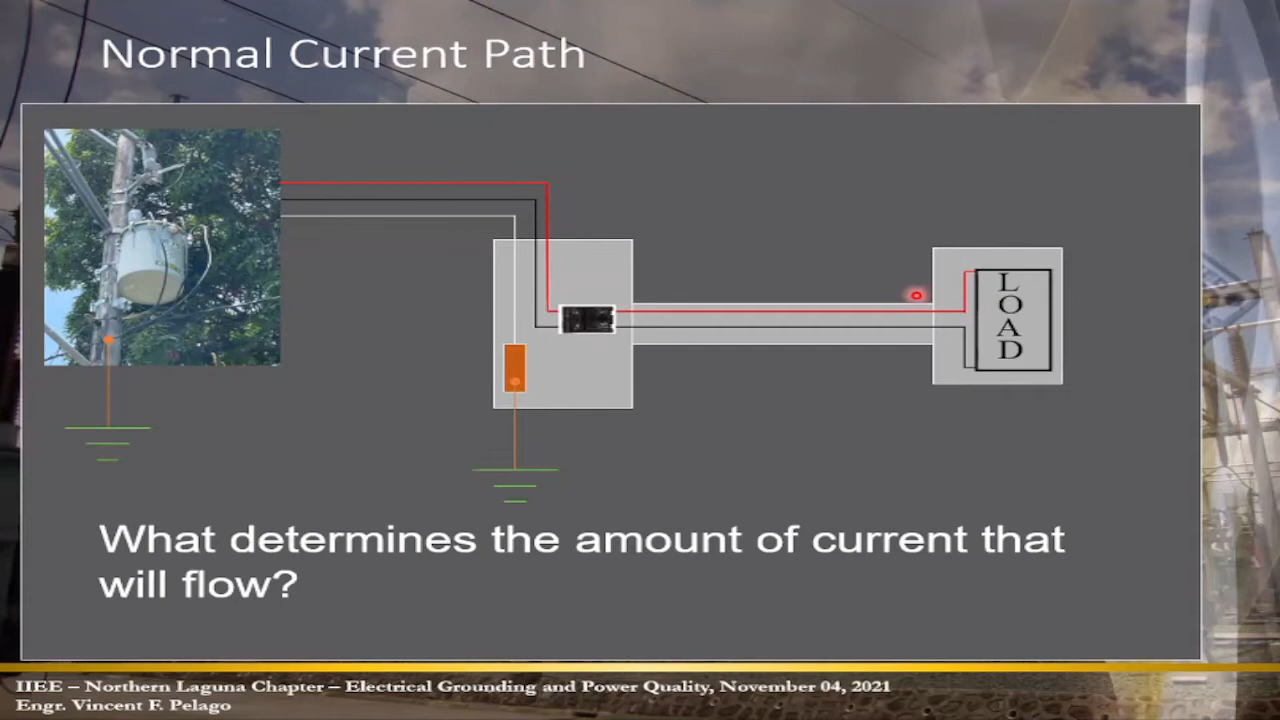 Normal Current Path
LOAD
What determines the amount of current that
will flow?
IIEE – Northern Laguna Chapter – Electrical Grounding and Power Quality, November 04, 2021
Engr. Vincent F. Pelago